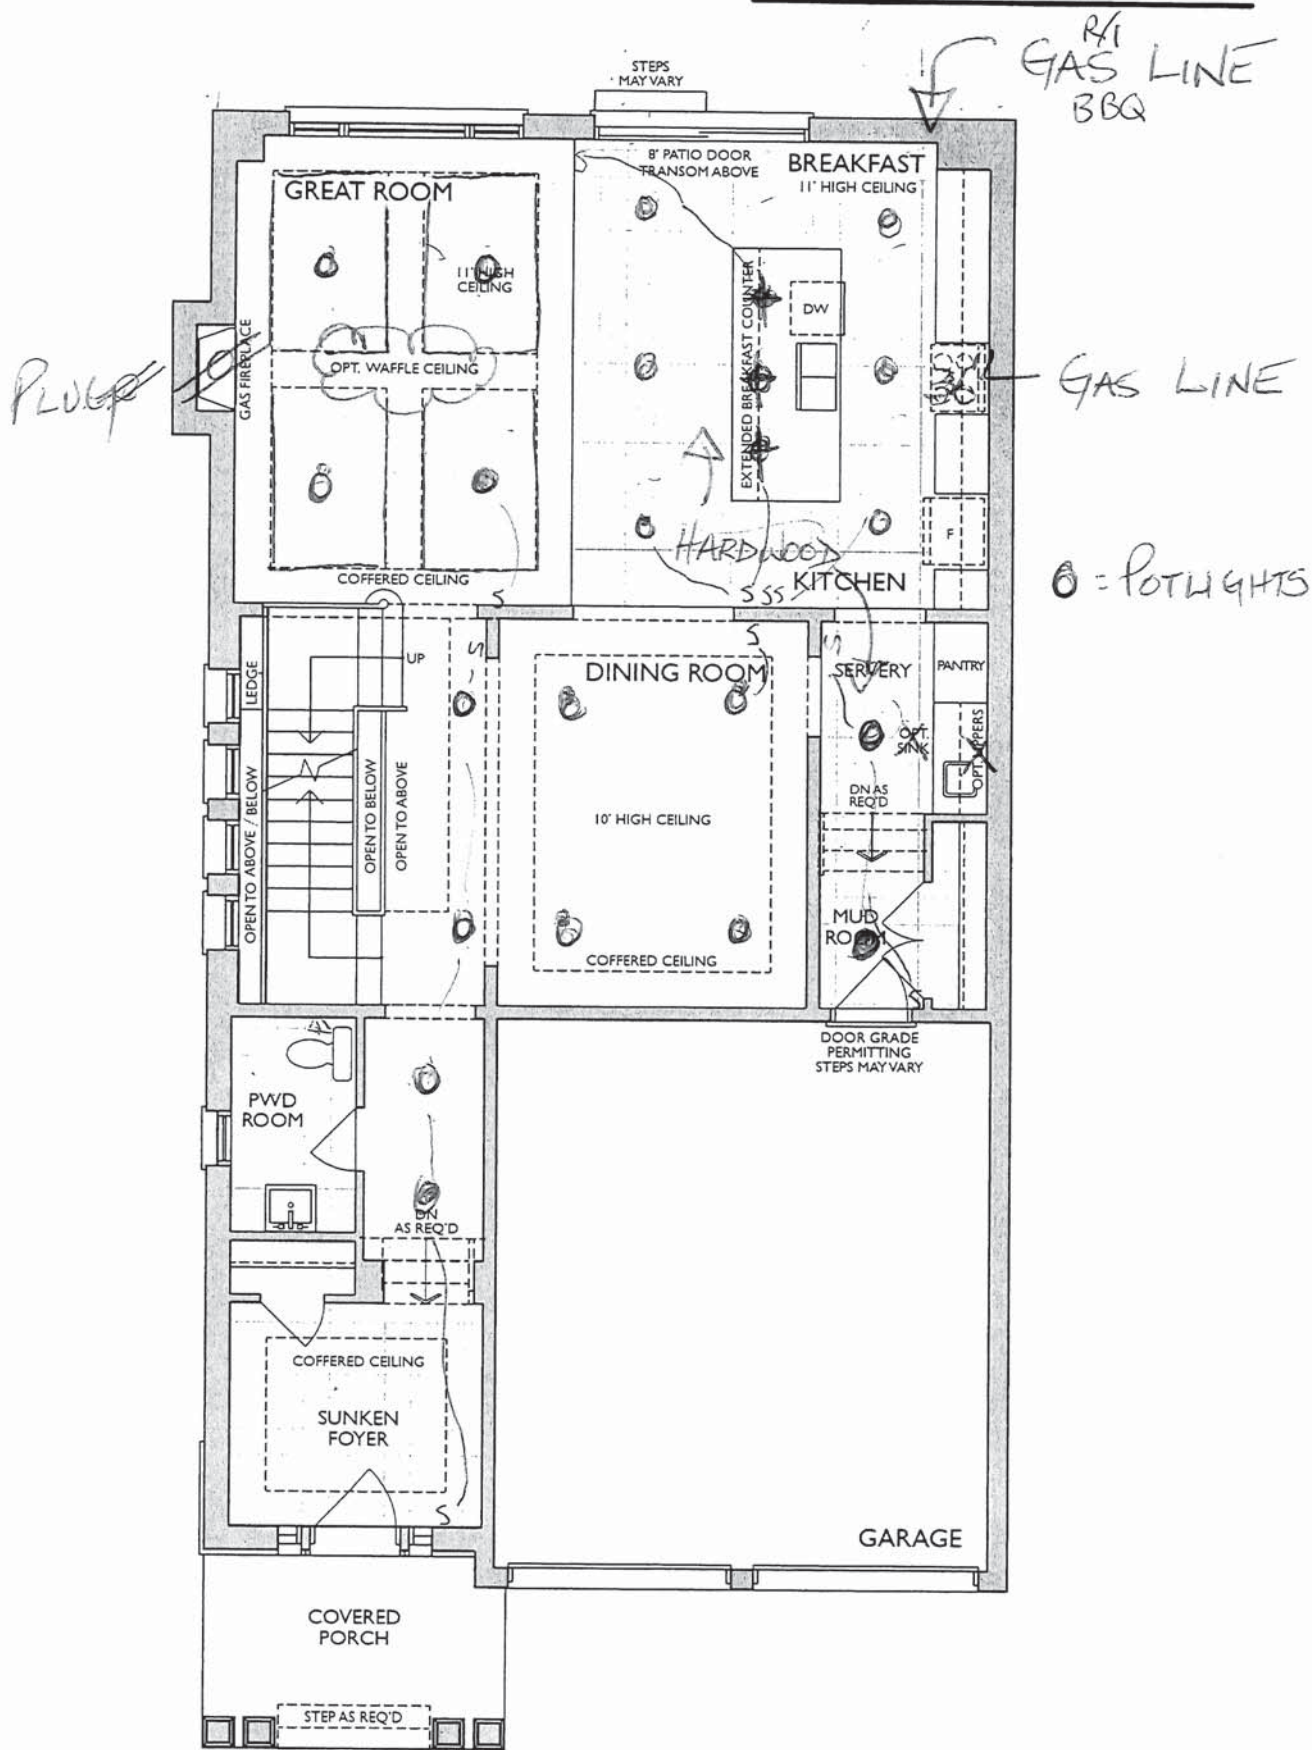 R/I
GAS LINE
BBQ
STEPS
MAY VARY
8' PATIO DOOR
TRANSOM ABOVE
BREAKFAST
11' HIGH CEILING
GREAT ROOM
11' HIGH
CEILING
EXTENDED BREAKFAST COUNTER
DW
GAS FIREPLACE
OPT. WAFFLE CEILING
GAS LINE
HARDWOOD
F
COFFERED CEILING
S
S SS
KITCHEN
= POTLIGHTS
LEDGE
UP
S
DINING ROOM
S
S
SERVERY
PANTRY
OPT.
SINK
OPT. UPPERS
OPEN TO ABOVE / BELOW
OPEN TO BELOW
OPEN TO ABOVE
10' HIGH CEILING
DN AS
REQ'D
MUD
ROOM
COFFERED CEILING
DOOR GRADE
PERMITTING
STEPS MAY VARY
PWD
ROOM
DN
AS REQ'D
COFFERED CEILING
SUNKEN
FOYER
S
GARAGE
COVERED
PORCH
STEP AS REQ'D